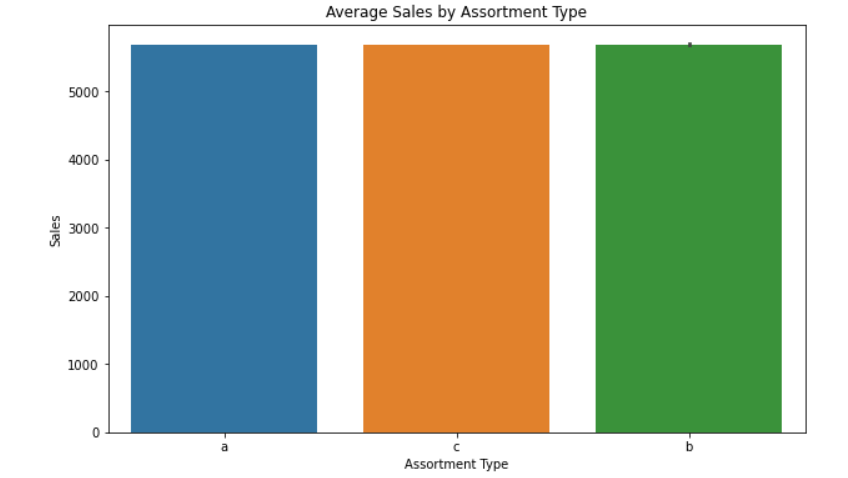 Average Sales by Assortment Type
5000
4000
3000
2000
1000
0
Sales
a c b
Assortment Type